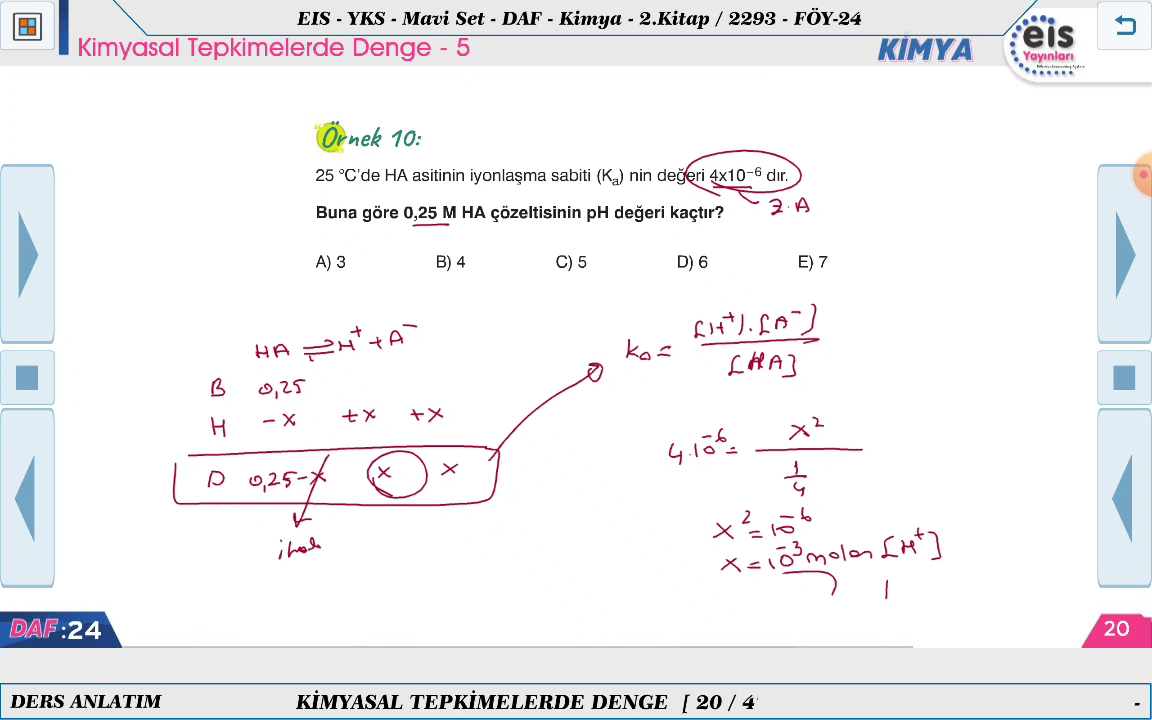 EIS - YKS - Mavi Set - DAF - Kimya - 2.Kitap / 2293 - FÖY-24
Kimyasal Tepkimelerde Denge - 5
KİMYA
eis
Yayınları
Örnek 10:
25 °C'de HA asitinin iyonlaşma sabiti (Ka) nin değeri 4x10⁻⁶ dır.
Z.A
Buna göre 0,25 M HA çözeltisinin pH değeri kaçtır?
A) 3 B) 4 C) 5 D) 6 E) 7
HA ⇌ H⁺ + A⁻
B 0,25
H -x +x +x
D 0,25-x x x
ihmal
Ka = [H⁺].[A⁻]
[HA]
4.10⁻⁶ = x²
1
4
x² = 10⁻⁶
x = 10⁻³ molar [H⁺]
DAF:24
20
DERS ANLATIM
KİMYASAL TEPKİMELERDE DENGE [ 20 / 4
-